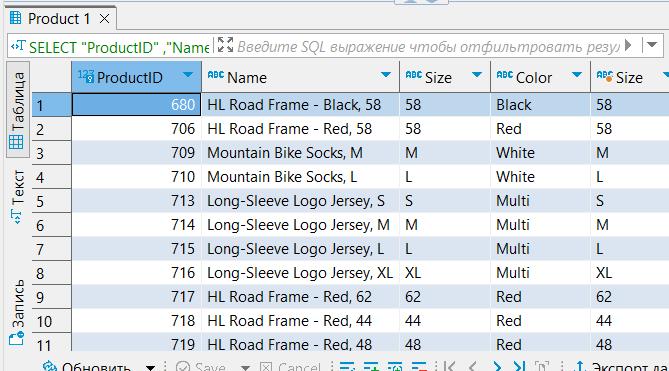 Product 1
SELECT "ProductID" ,"Name Введите SQL выражение чтобы отфильтровать резул
Таблица
Текст
Запись
123 ProductID ABC Name ABC Size ABC Color ABC Size
1 680 HL Road Frame - Black, 58 58 Black 58
2 706 HL Road Frame - Red, 58 58 Red 58
3 709 Mountain Bike Socks, M M White M
4 710 Mountain Bike Socks, L L White L
5 713 Long-Sleeve Logo Jersey, S S Multi S
6 714 Long-Sleeve Logo Jersey, M M Multi M
7 715 Long-Sleeve Logo Jersey, L L Multi L
8 716 Long-Sleeve Logo Jersey, XL XL Multi XL
9 717 HL Road Frame - Red, 62 62 Red 62
10 718 HL Road Frame - Red, 44 44 Red 44
11 719 HL Road Frame - Red, 48 48 Red 48
Обновить Save Cancel Экспорт да